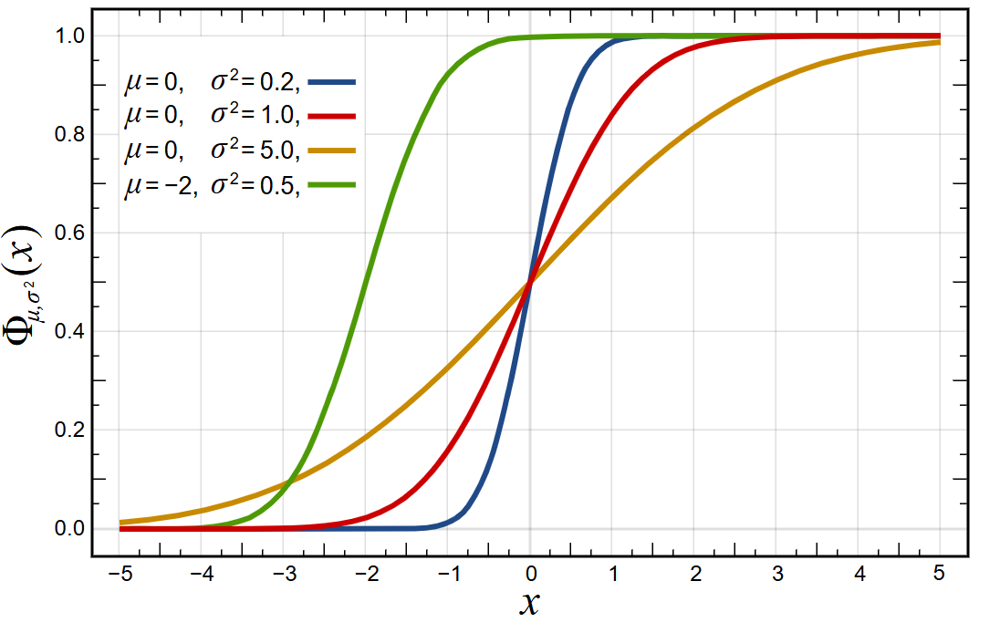 1.0
0.8
0.6
0.4
0.2
0.0
μ = 0, σ² = 0.2,
μ = 0, σ² = 1.0,
μ = 0, σ² = 5.0,
μ = −2, σ² = 0.5,
Φμ,σ²(x)
−5 −4 −3 −2 −1 0 1 2 3 4 5
x